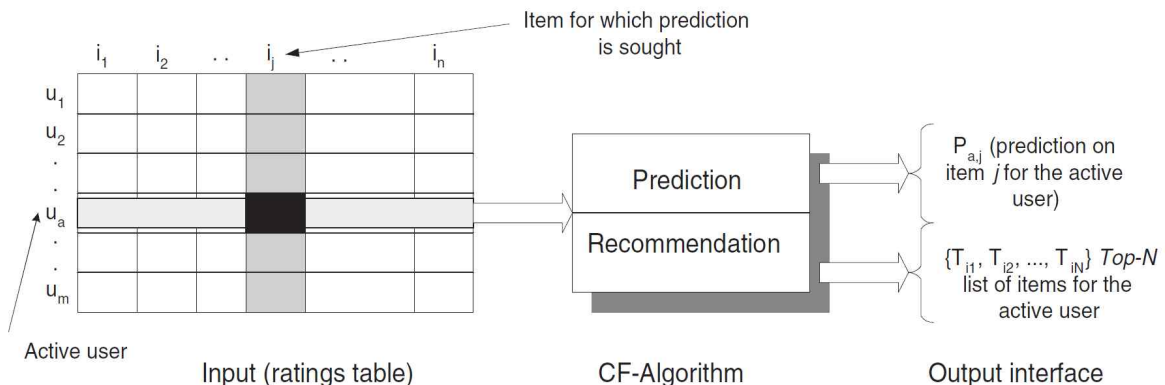 Item for which prediction
is sought
i1 i2 . . ij . . in
u1
u2
.
.
ua
.
.
um
Active user
Input (ratings table)
Prediction
Recommendation
CF-Algorithm
Pa,j (prediction on
item j for the active
user)
{Ti1, Ti2, ..., TiN} Top-N
list of items for the
active user
Output interface